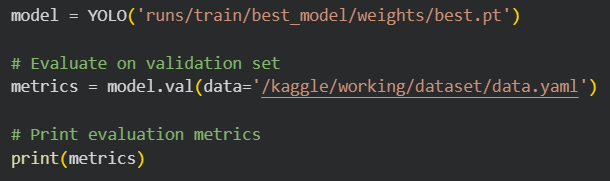 model = YOLO('runs/train/best_model/weights/best.pt')
# Evaluate on validation set
metrics = model.val(data='/kaggle/working/dataset/data.yaml')
# Print evaluation metrics
print(metrics)